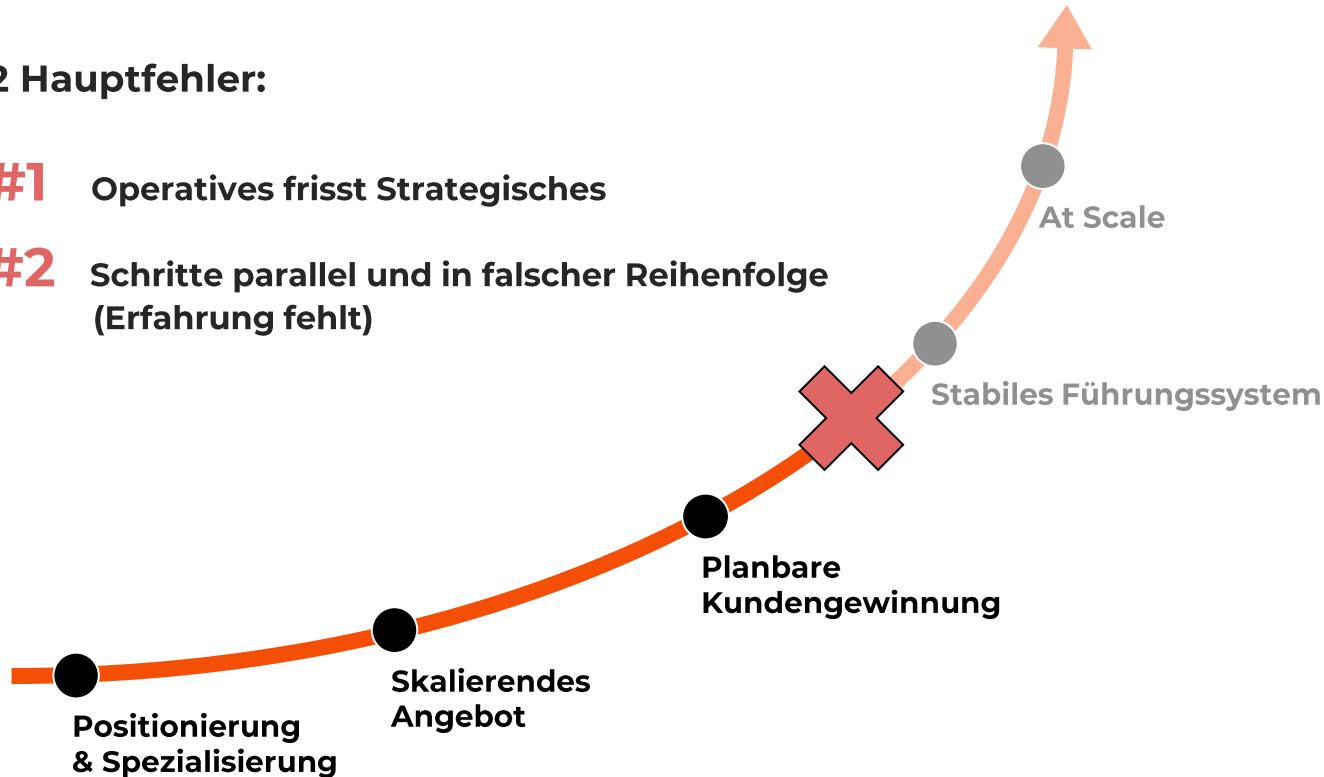 2 Hauptfehler:
#1 Operatives frisst Strategisches
#2 Schritte parallel und in falscher Reihenfolge
(Erfahrung fehlt)
At Scale
Stabiles Führungssystem
Planbare
Kundengewinnung
Skalierendes
Angebot
Positionierung
& Spezialisierung